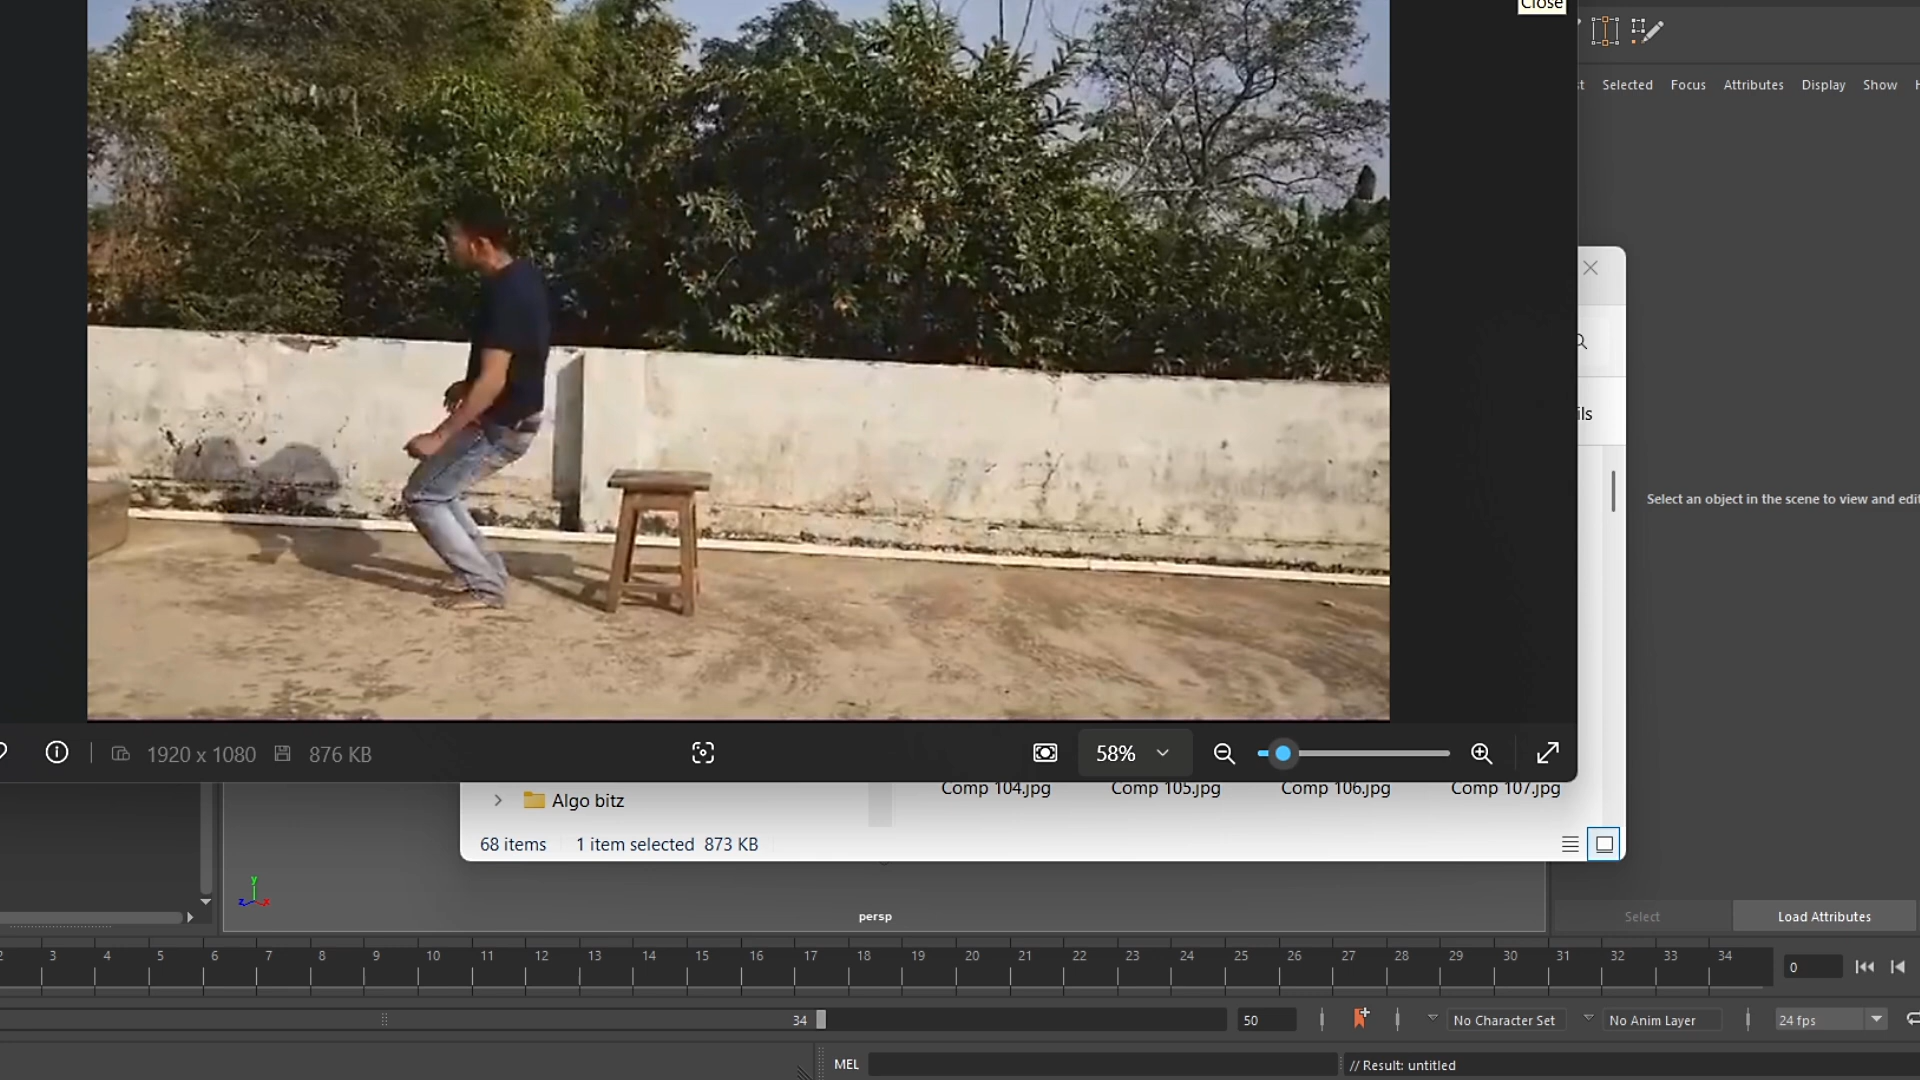 Close
Selected Focus Attributes Display Show
ils
Select an object in the scene to view and edit
1920 x 1080 876 KB
58%
Comp 104.jpg Comp 105.jpg Comp 106.jpg Comp 107.jpg
Algo bitz
68 items 1 item selected 873 KB
y
z x
persp
Select Load Attributes
2 3 4 5 6 7 8 9 10 11 12 13 14 15 16 17 18 19 20 21 22 23 24 25 26 27 28 29 30 31 32 33 34
0
34
50
No Character Set
No Anim Layer
24 fps
MEL
// Result: untitled